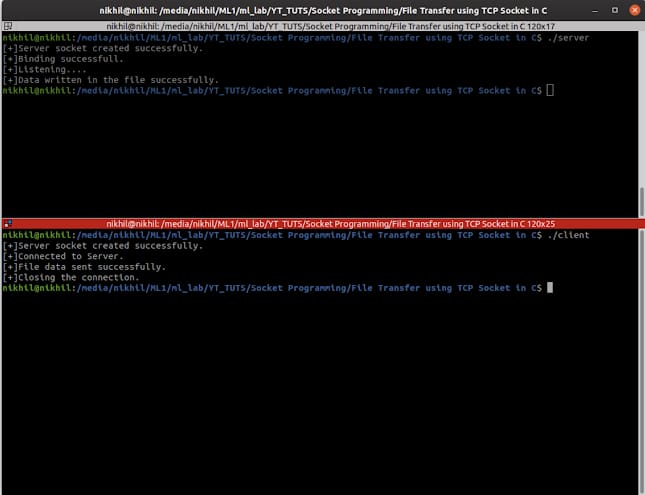 nikhil@nikhil: /media/nikhil/ML1/ml_lab/YT_TUTS/Socket Programming/File Transfer using TCP Socket in C
nikhil@nikhil: /media/nikhil/ML1/ml_lab/YT_TUTS/Socket Programming/File Transfer using TCP Socket in C 120x17
nikhil@nikhil:/media/nikhil/ML1/ml_lab/YT_TUTS/Socket Programming/File Transfer using TCP Socket in C$ ./server
[+]Server socket created successfully.
[+]Binding successfull.
[+]Listening....
[+]Data written in the file successfully.
nikhil@nikhil:/media/nikhil/ML1/ml_lab/YT_TUTS/Socket Programming/File Transfer using TCP Socket in C$
nikhil@nikhil: /media/nikhil/ML1/ml_lab/YT_TUTS/Socket Programming/File Transfer using TCP Socket in C 120x25
nikhil@nikhil:/media/nikhil/ML1/ml_lab/YT_TUTS/Socket Programming/File Transfer using TCP Socket in C$ ./client
[+]Server socket created successfully.
[+]Connected to Server.
[+]File data sent successfully.
[+]Closing the connection.
nikhil@nikhil:/media/nikhil/ML1/ml_lab/YT_TUTS/Socket Programming/File Transfer using TCP Socket in C$